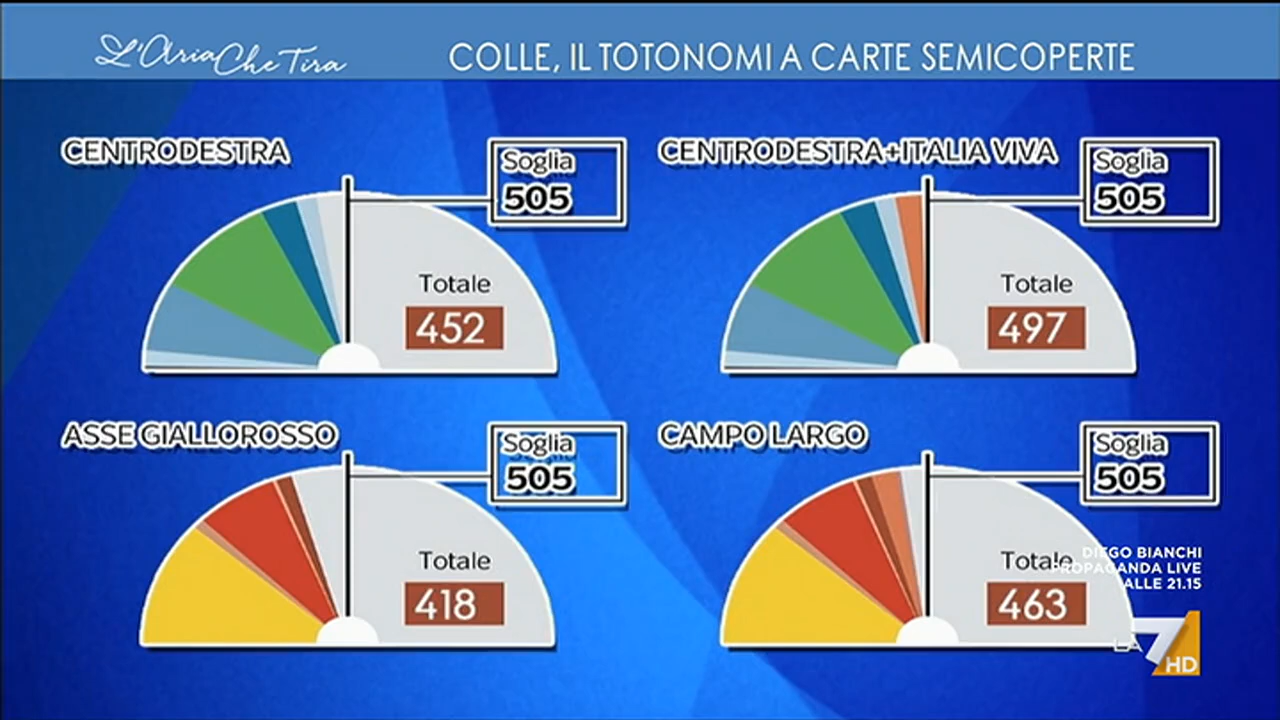 L'Aria Che Tira
COLLE, IL TOTONOMI A CARTE SEMICOPERTE
CENTRODESTRA
Soglia
505
Totale
452
CENTRODESTRA+ITALIA VIVA
Soglia
505
Totale
497
ASSE GIALLOROSSO
Soglia
505
Totale
418
CAMPO LARGO
Soglia
505
Totale
463
DIEGO BIANCHI
PROPAGANDA LIVE
ALLE 21.15
LA 7
HD